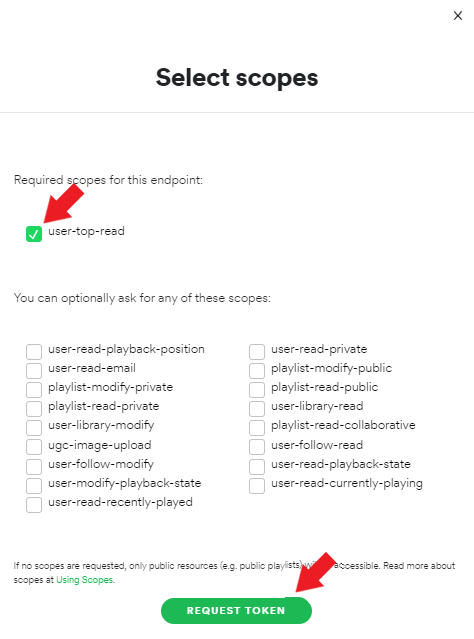 Select scopes
Required scopes for this endpoint:
user-top-read
You can optionally ask for any of these scopes:
user-read-playback-position
user-read-private
user-read-email
playlist-modify-public
playlist-modify-private
playlist-read-public
playlist-read-private
user-library-read
user-library-modify
playlist-read-collaborative
ugc-image-upload
user-follow-read
user-follow-modify
user-read-playback-state
user-modify-playback-state
user-read-currently-playing
user-read-recently-played
If no scopes are requested, only public resources (e.g. public playlists) accessible. Read more about
scopes at Using Scopes.
REQUEST TOKEN